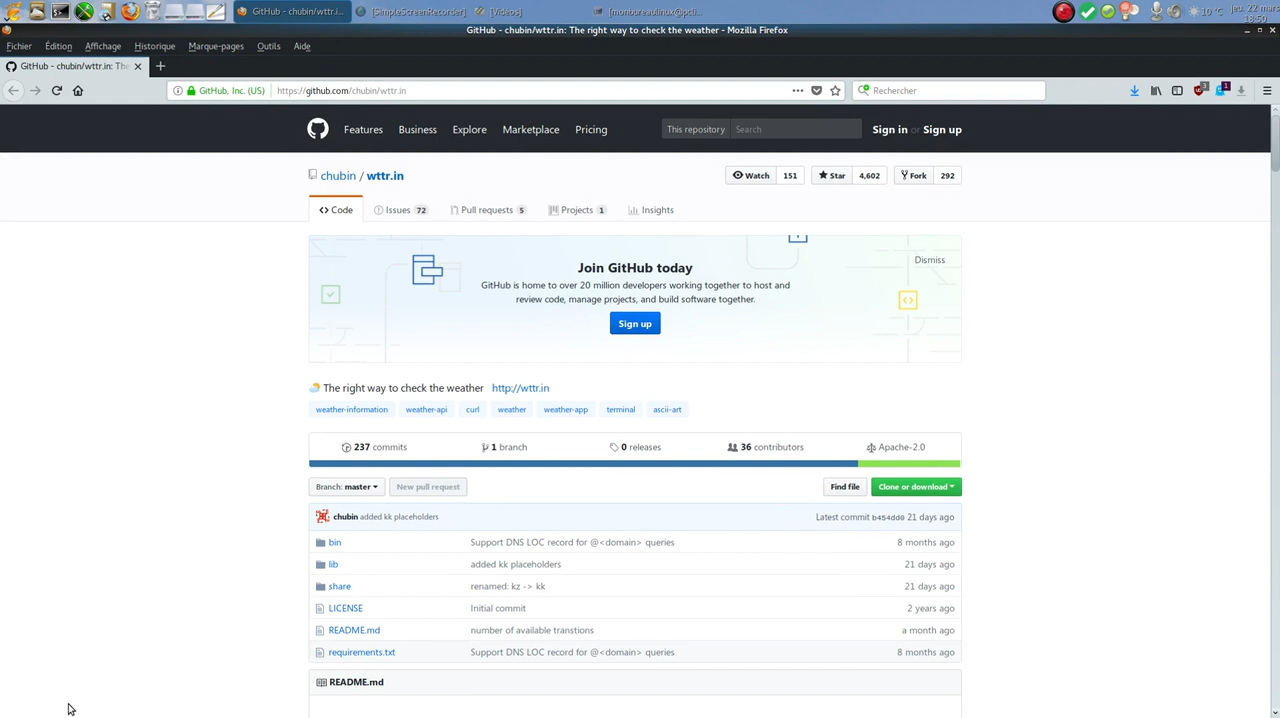 GitHub - chubin/wttr.i...
[SimpleScreenRecorder]
[Vidéos]
[monbureaulinux@pcli...
10 °C
jeu. 22 mars
18:50
GitHub - chubin/wttr.in: The right way to check the weather - Mozilla Firefox
Fichier Édition Affichage Historique Marque-pages Outils Aide
GitHub - chubin/wttr.in: The
GitHub, Inc. (US) https://github.com/chubin/wttr.in Rechercher
Features Business Explore Marketplace Pricing This repository Search Sign in or Sign up
chubin / wttr.in Watch 151 Star 4,602 Fork 292
Code Issues 72 Pull requests 5 Projects 1 Insights
Join GitHub today
Dismiss
GitHub is home to over 20 million developers working together to host and
review code, manage projects, and build software together.
Sign up
The right way to check the weather http://wttr.in
weather-information weather-api curl weather weather-app terminal ascii-art
237 commits 1 branch 0 releases 36 contributors Apache-2.0
Branch: master New pull request Find file Clone or download
chubin added kk placeholders Latest commit b454dd0 21 days ago
bin Support DNS LOC record for @<domain> queries 8 months ago
lib added kk placeholders 21 days ago
share renamed: kz -> kk 21 days ago
LICENSE Initial commit 2 years ago
README.md number of available transtions a month ago
requirements.txt Support DNS LOC record for @<domain> queries 8 months ago
README.md